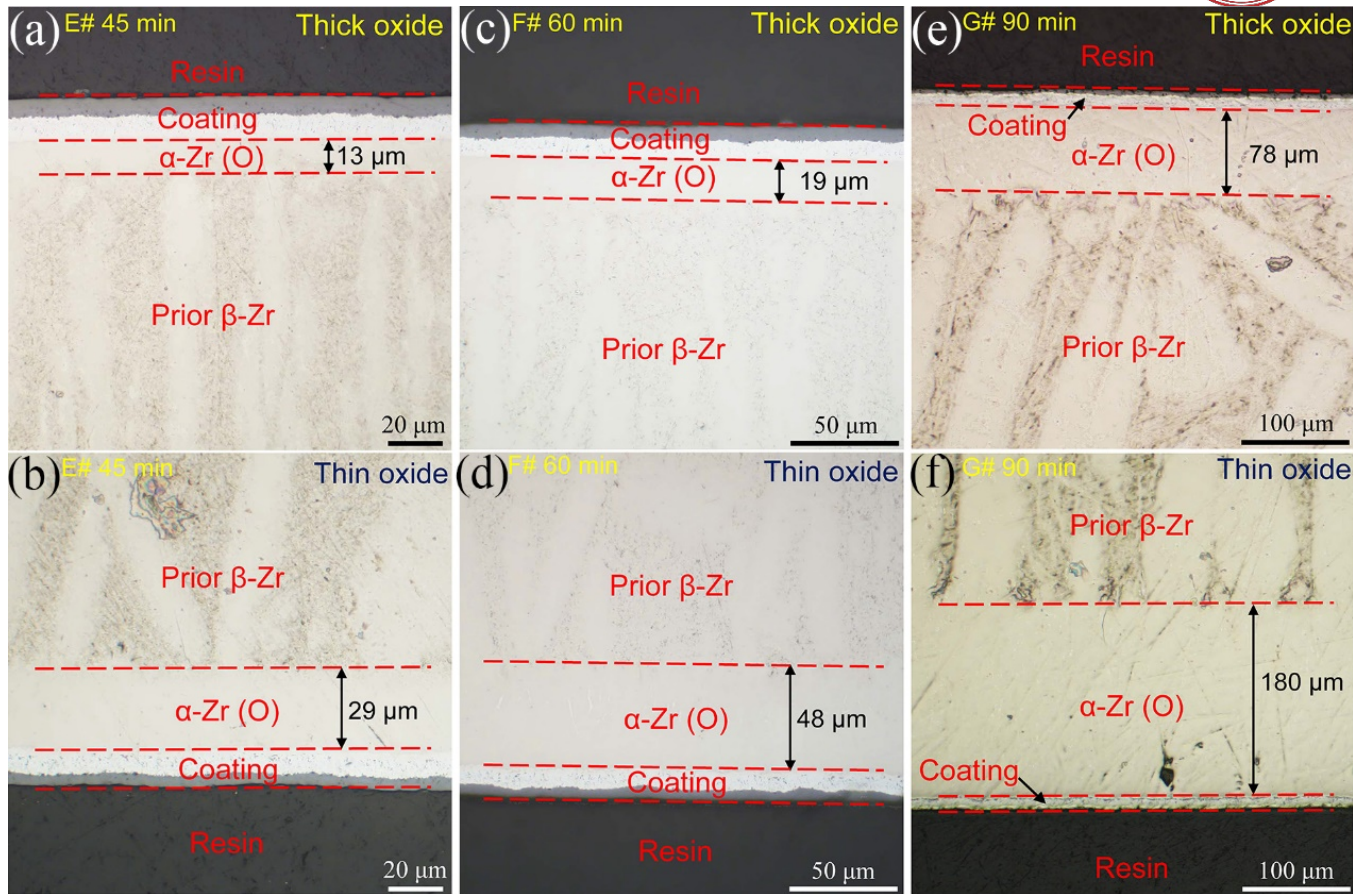 (a) E# 45 min Thick oxide
Resin
Coating
α-Zr (O)
13 μm
Prior β-Zr
20 μm
(c) F# 60 min Thick oxide
Resin
Coating
α-Zr (O)
19 μm
Prior β-Zr
50 μm
(e) G# 90 min Thick oxide
Resin
Coating
α-Zr (O)
78 μm
Prior β-Zr
100 μm
(b) E# 45 min Thin oxide
Prior β-Zr
α-Zr (O)
29 μm
Coating
Resin
20 μm
(d) F# 60 min Thin oxide
Prior β-Zr
α-Zr (O)
48 μm
Coating
Resin
50 μm
(f) G# 90 min Thin oxide
Prior β-Zr
α-Zr (O)
180 μm
Coating
Resin
100 μm